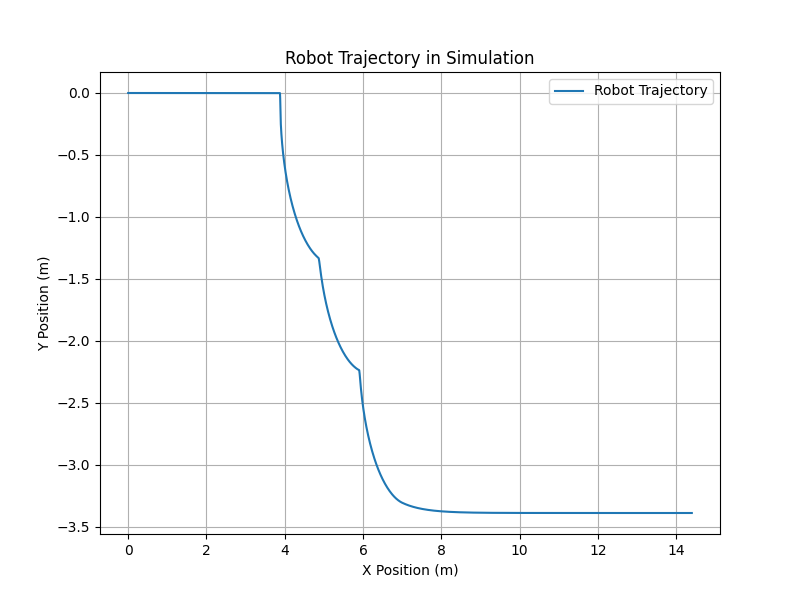 Robot Trajectory in Simulation
Robot Trajectory
0.0
−0.5
−1.0
−1.5
−2.0
−2.5
−3.0
−3.5
Y Position (m)
0 2 4 6 8 10 12 14
X Position (m)